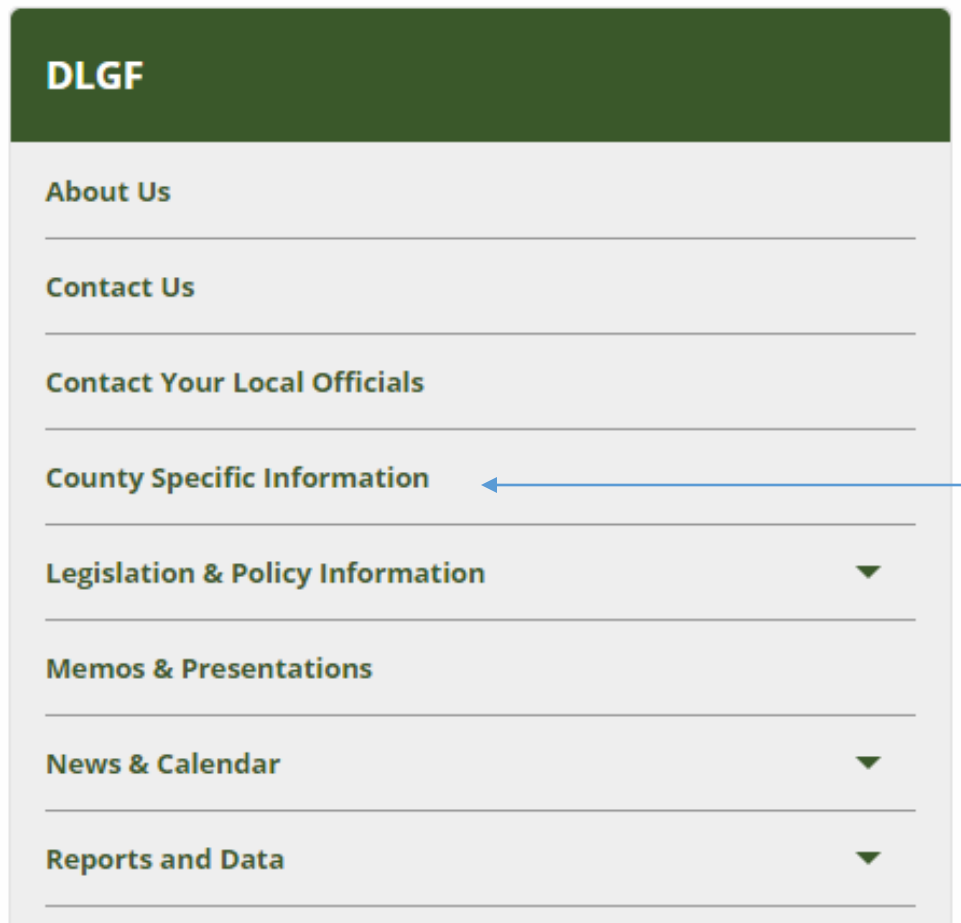 DLGF
About Us
Contact Us
Contact Your Local Officials
County Specific Information
Legislation & Policy Information
Memos & Presentations
News & Calendar
Reports and Data